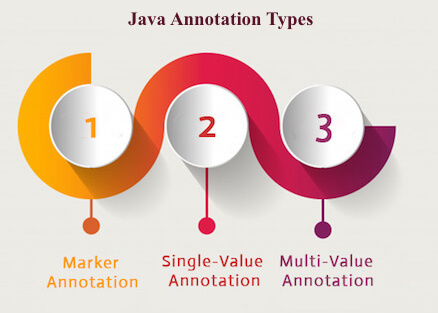 Java Annotation Types
1
2
3
Marker
Annotation
Single-Value
Annotation
Multi-Value
Annotation